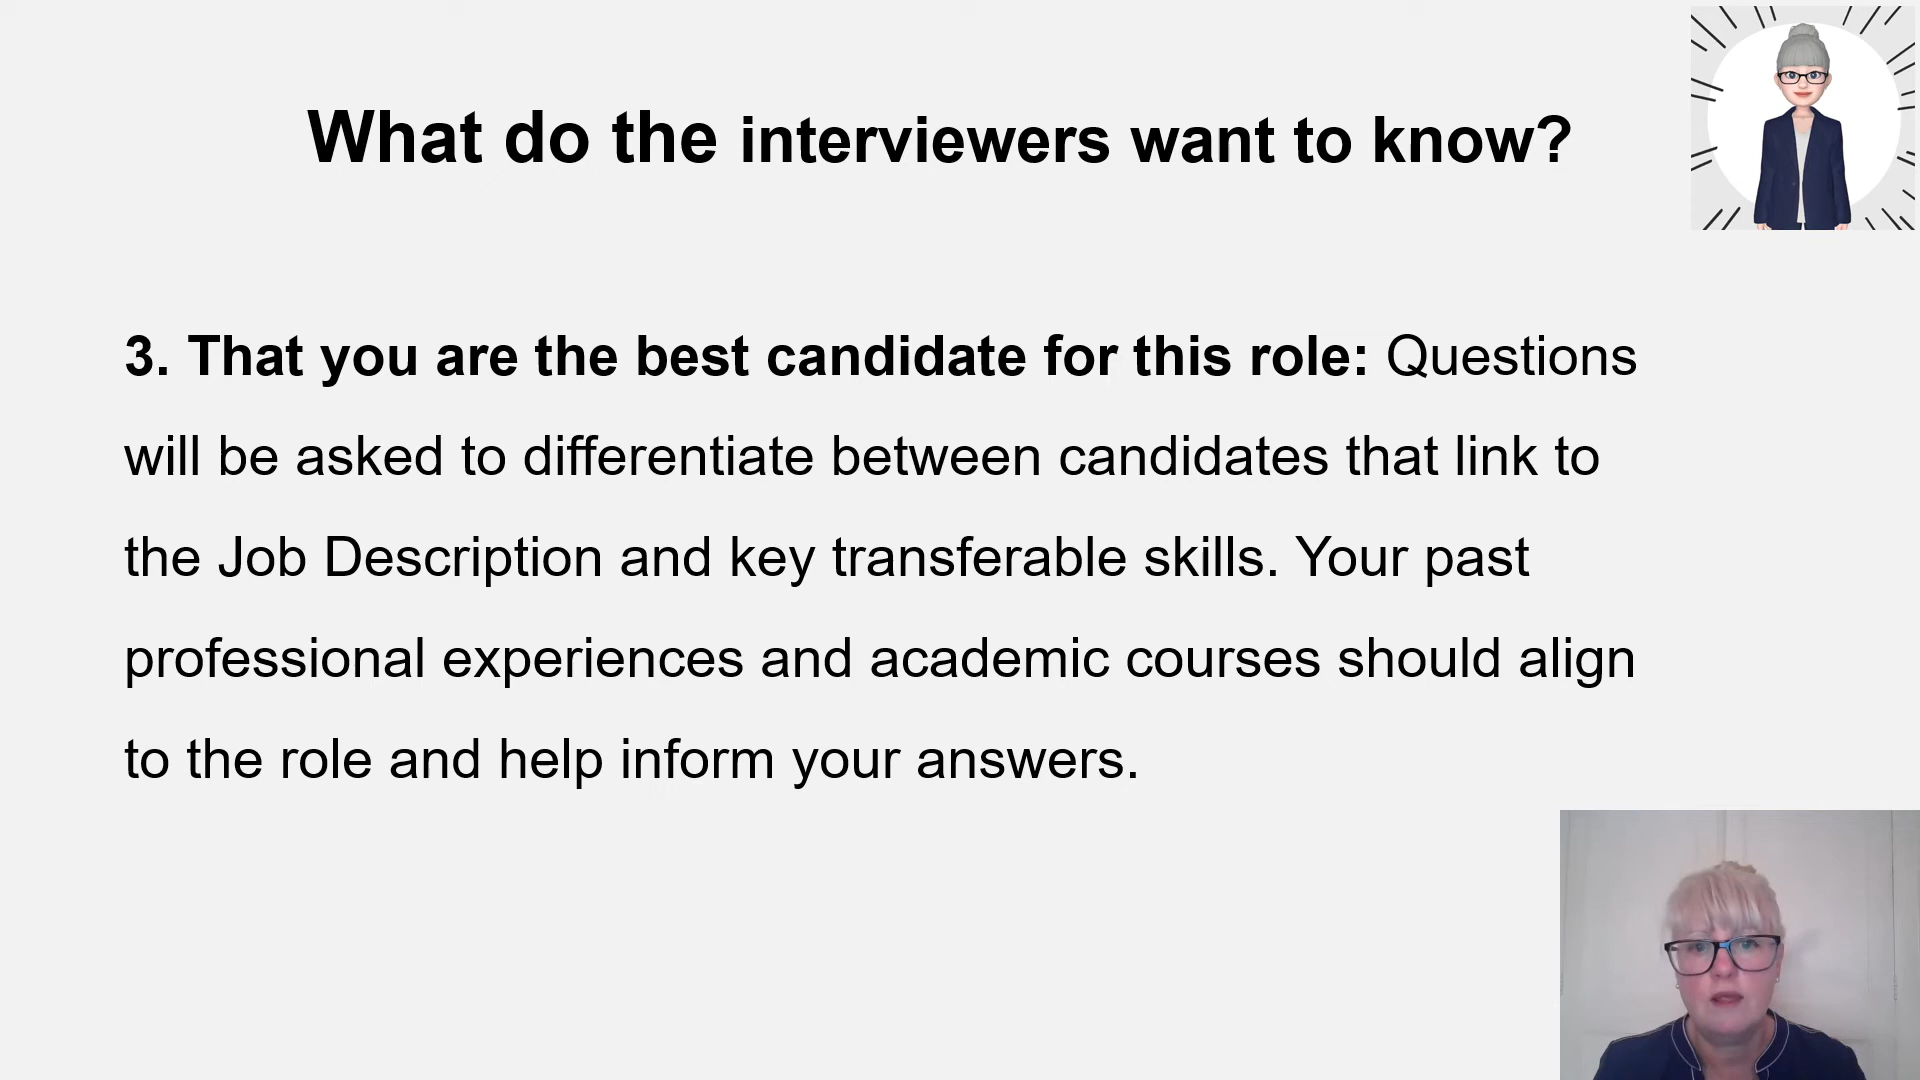 What do the interviewers want to know?
3. That you are the best candidate for this role: Questions
will be asked to differentiate between candidates that link to
the Job Description and key transferable skills. Your past
professional experiences and academic courses should align
to the role and help inform your answers.